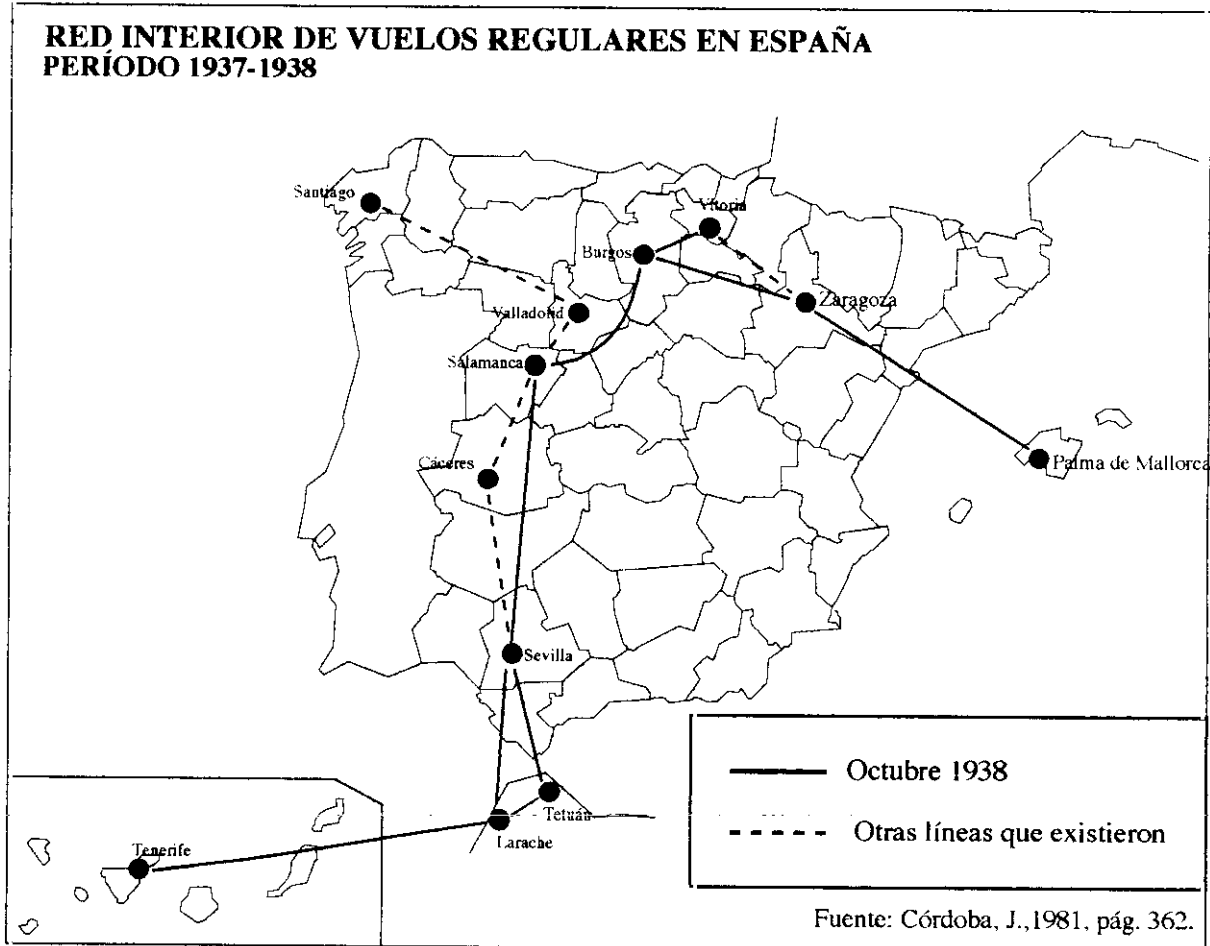 RED INTERIOR DE VUELOS REGULARES EN ESPAÑA
PERÍODO 1937-1938
Santiago
Vitoria
Burgos
Zaragoza
Valladolid
Salamanca
Cáceres
Palma de Mallorca
Sevilla
Tetuán
Larache
Tenerife
Octubre 1938
Otras líneas que existieron
Fuente: Córdoba, J.,1981, pág. 362.